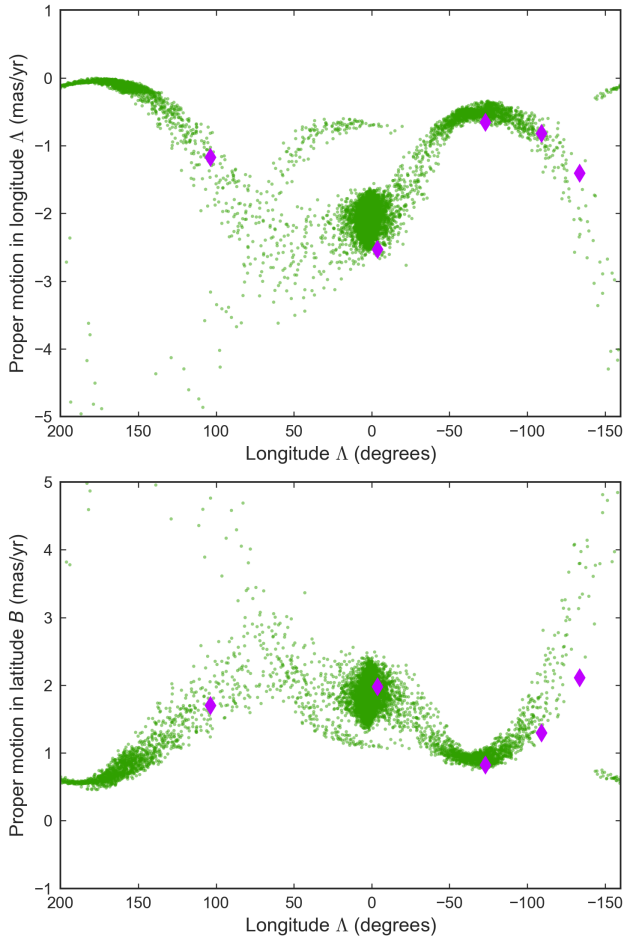 1
0
−1
−2
−3
−4
−5
Proper motion in longitude Λ (mas/yr)
200 150 100 50 0 −50 −100 −150
Longitude Λ (degrees)
5
4
3
2
1
0
−1
Proper motion in latitude B (mas/yr)
200 150 100 50 0 −50 −100 −150
Longitude Λ (degrees)